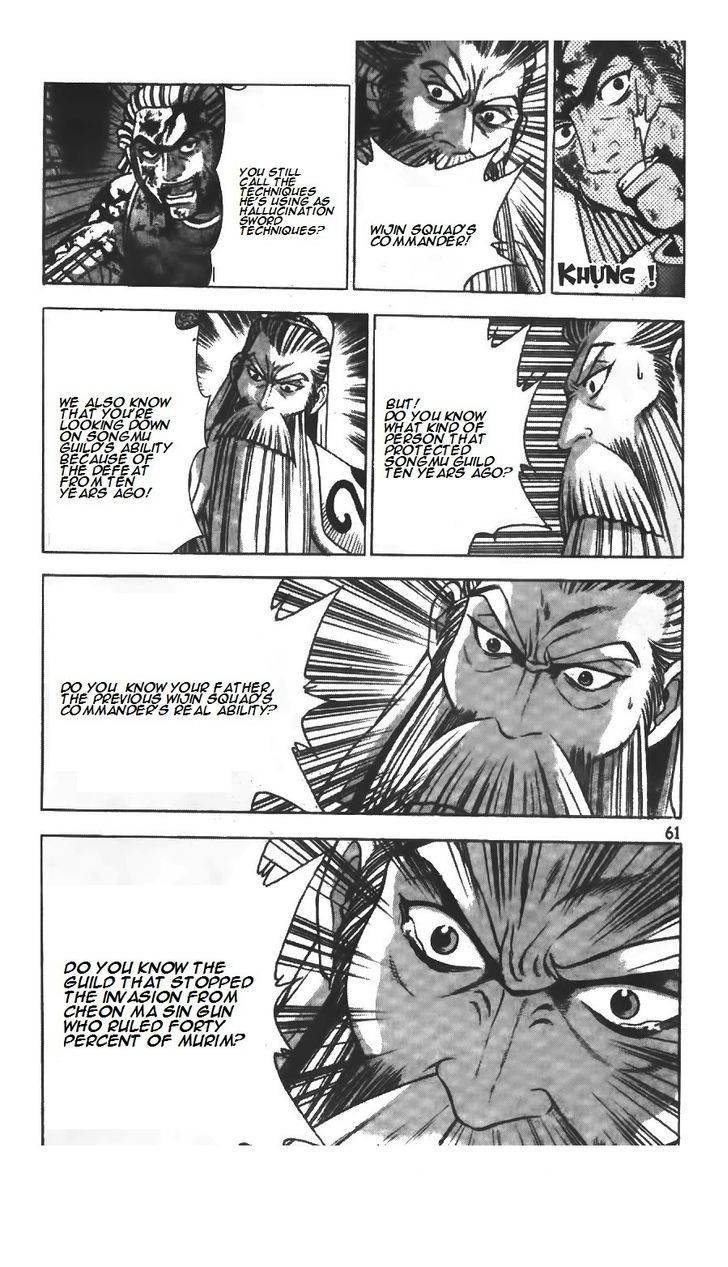 YOU STILL
CALL THE
TECHNIQUES
HE'S USING AS
HALLUCINATION
SWORD
TECHNIQUES?
WIJIN SQUAD'S
COMMANDER!
KHỤNG !
WE ALSO KNOW
THAT YOU'RE
LOOKING DOWN
ON SONGMU
GUILD'S ABILITY
BECAUSE OF
THE DEFEAT
FROM TEN
YEARS AGO!
BUT!
DO YOU KNOW
WHAT KIND OF
PERSON THAT
PROTECTED
SONGMU GUILD
TEN YEARS AGO?
DO YOU KNOW YOUR FATHER,
THE PREVIOUS WIJIN SQUAD'S
COMMANDER'S REAL ABILITY?
61
DO YOU KNOW THE
GUILD THAT STOPPED
THE INVASION FROM
CHEON MA SIN GUN
WHO RULED FORTY
PERCENT OF MURIM?